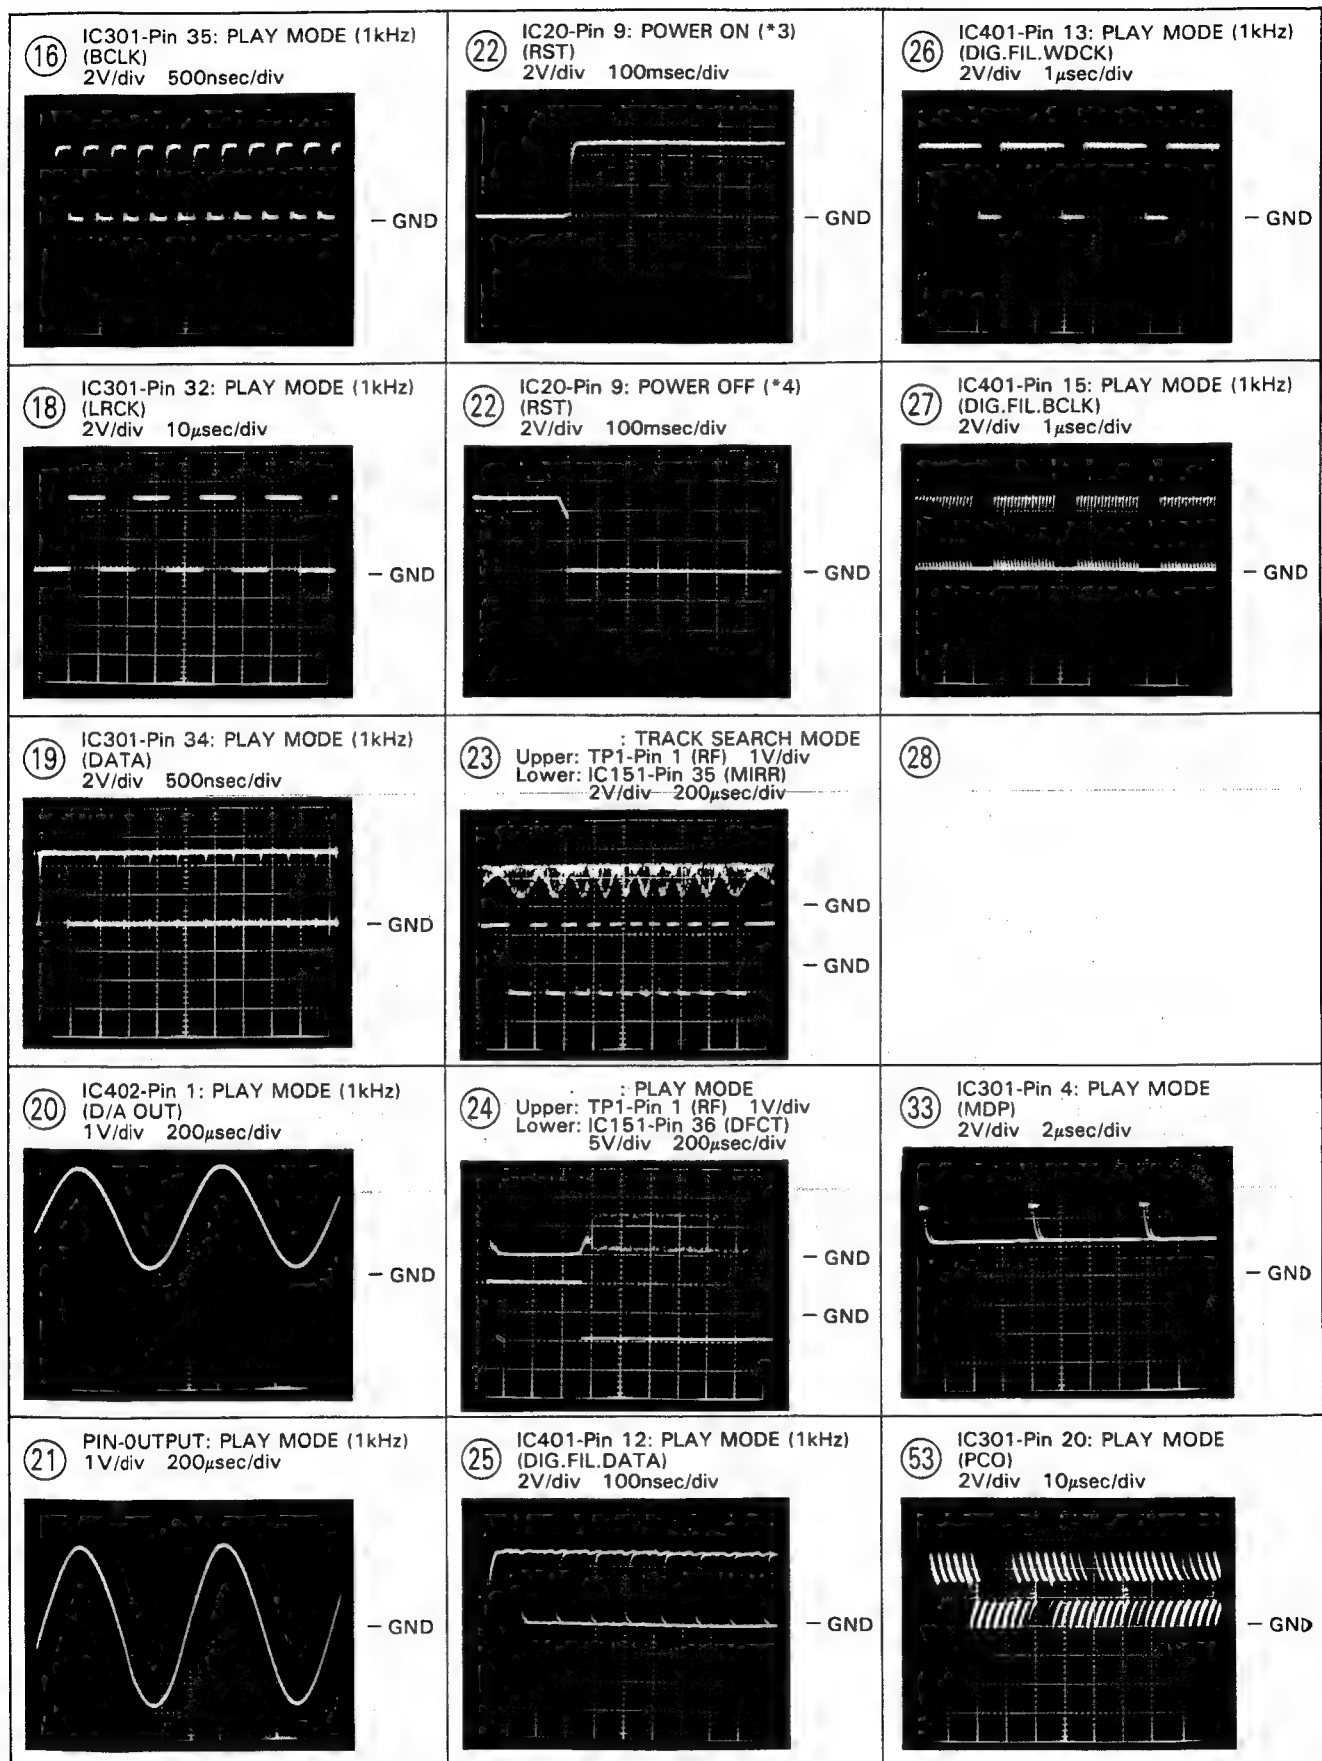 16 IC301-Pin 35: PLAY MODE (1kHz)
(BCLK)
2V/div 500nsec/div
– GND
22 IC20-Pin 9: POWER ON (*3)
(RST)
2V/div 100msec/div
– GND
26 IC401-Pin 13: PLAY MODE (1kHz)
(DIG.FIL.WDCK)
2V/div 1μsec/div
– GND
18 IC301-Pin 32: PLAY MODE (1kHz)
(LRCK)
2V/div 10μsec/div
– GND
22 IC20-Pin 9: POWER OFF (*4)
(RST)
2V/div 100msec/div
– GND
27 IC401-Pin 15: PLAY MODE (1kHz)
(DIG.FIL.BCLK)
2V/div 1μsec/div
– GND
19 IC301-Pin 34: PLAY MODE (1kHz)
(DATA)
2V/div 500nsec/div
– GND
23 : TRACK SEARCH MODE
Upper: TP1-Pin 1 (RF) 1V/div
Lower: IC151-Pin 35 (MIRR)
2V/div 200μsec/div
– GND
– GND
28
20 IC402-Pin 1: PLAY MODE (1kHz)
(D/A OUT)
1V/div 200μsec/div
– GND
24 : PLAY MODE
Upper: TP1-Pin 1 (RF) 1V/div
Lower: IC151-Pin 36 (DFCT)
5V/div 200μsec/div
– GND
– GND
33 IC301-Pin 4: PLAY MODE
(MDP)
2V/div 2μsec/div
– GND
21 PIN-OUTPUT: PLAY MODE (1kHz)
1V/div 200μsec/div
– GND
25 IC401-Pin 12: PLAY MODE (1kHz)
(DIG.FIL.DATA)
2V/div 100nsec/div
– GND
53 IC301-Pin 20: PLAY MODE
(PCO)
2V/div 10μsec/div
– GND